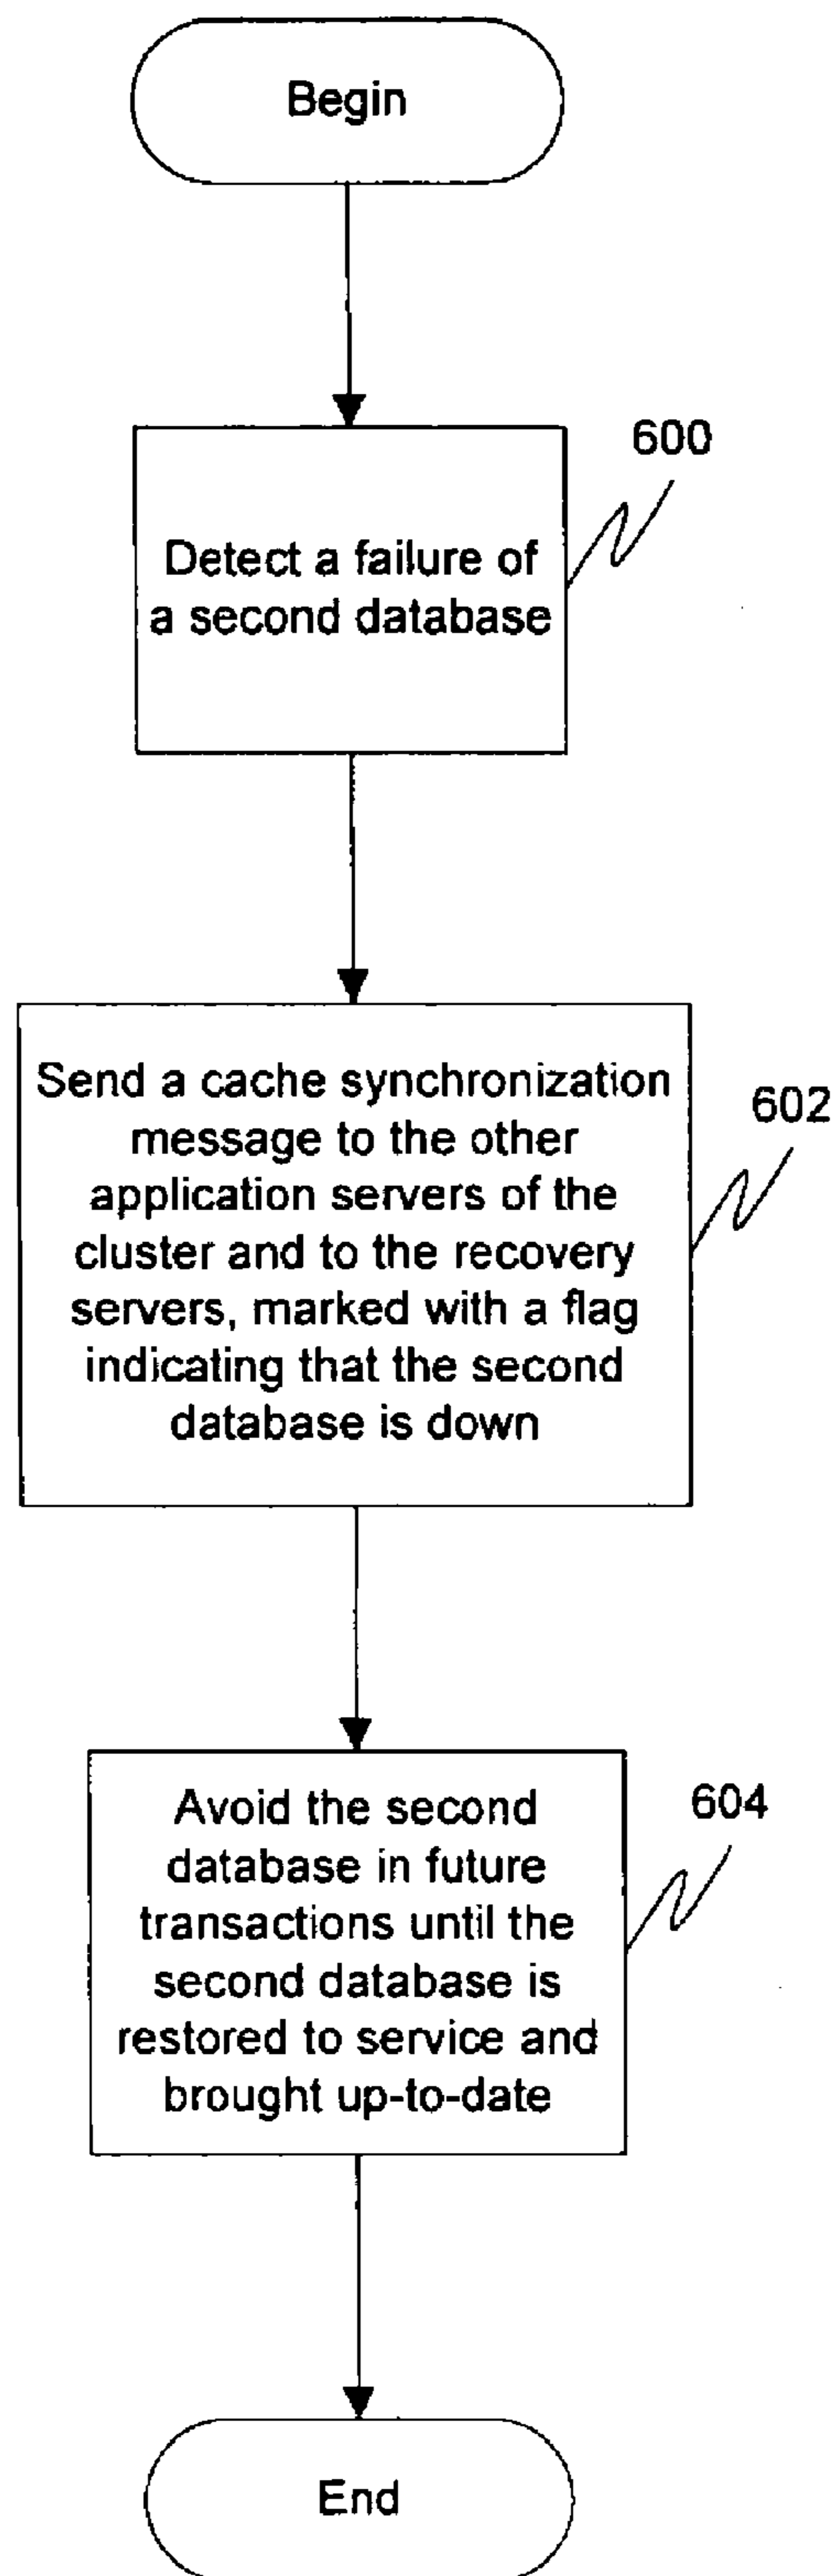 Begin
600
Detect a failure of
a second database
602
Send a cache synchronization
message to the other
application servers of the
cluster and to the recovery
servers, marked with a flag
indicating that the second
database is down
604
Avoid the second
database in future
transactions until the
second database is
restored to service and
brought up-to-date
End